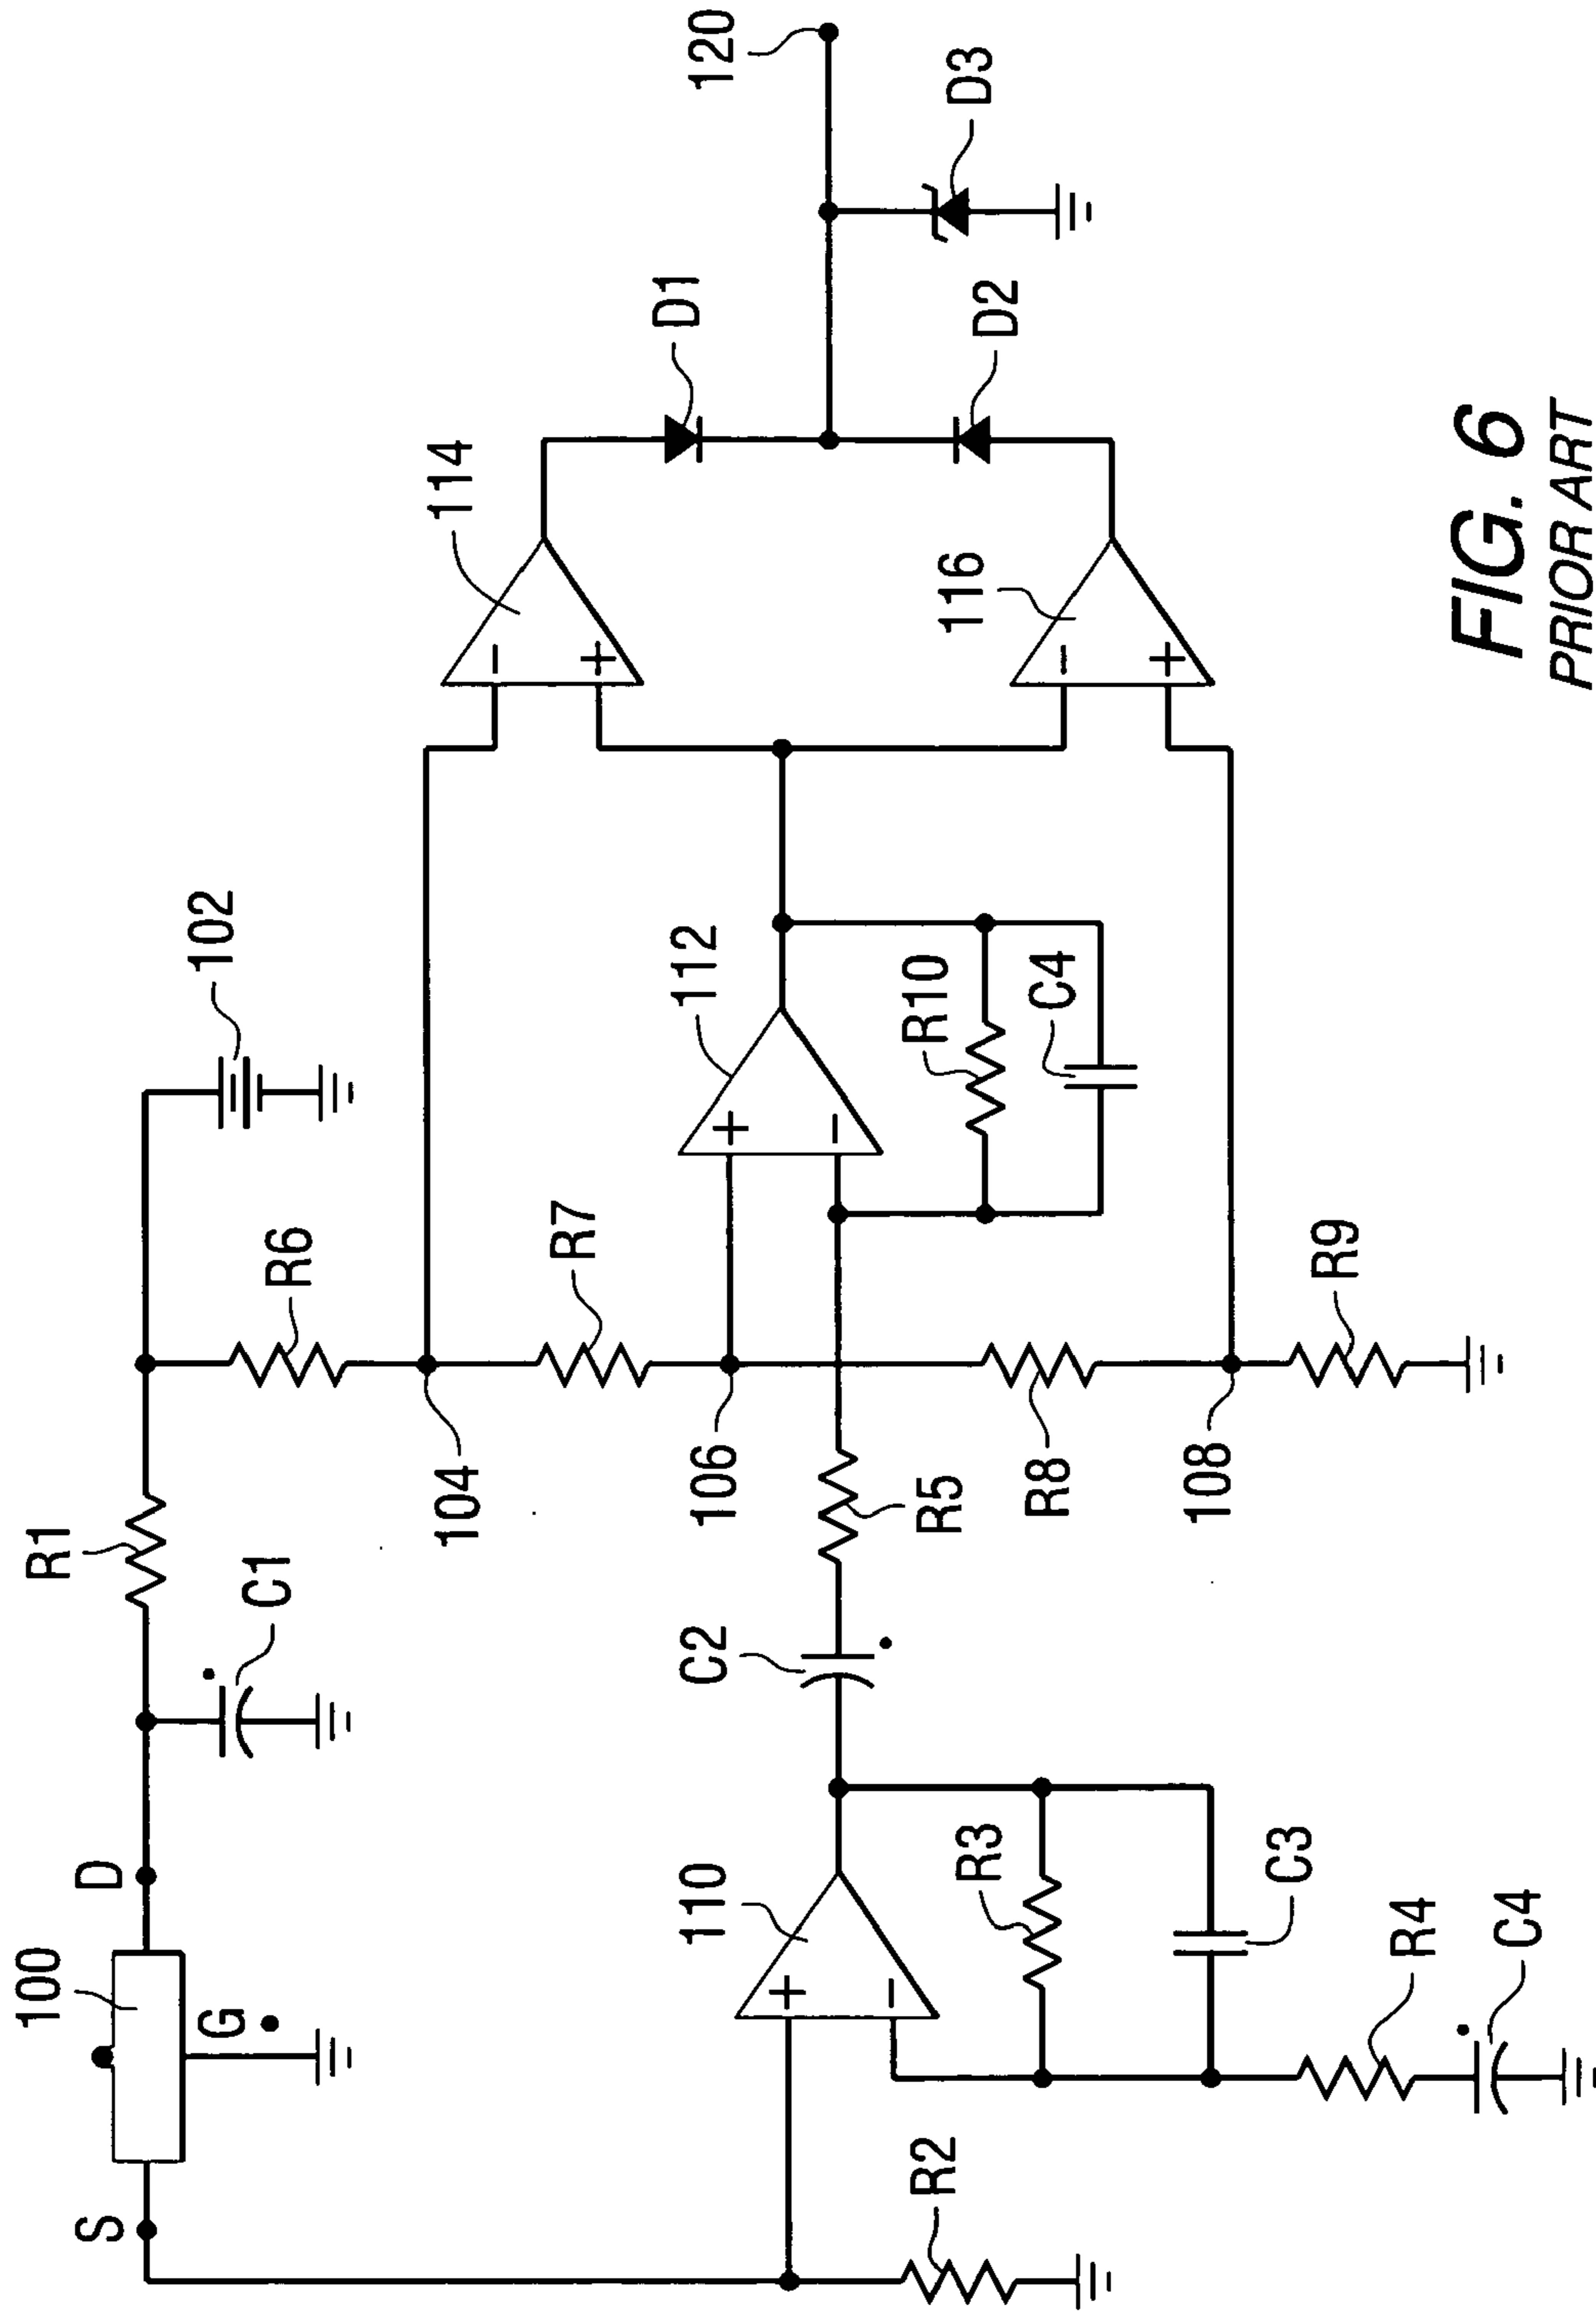 100
S
D
G
R1
C1
102
R6
104
R7
106
R8
108
R9
R2
110
+
-
R3
C3
R4
C4
C2
R5
112
+
-
R10
C4
114
-
+
116
-
+
D1
D2
D3
120
FIG. 6
PRIOR ART